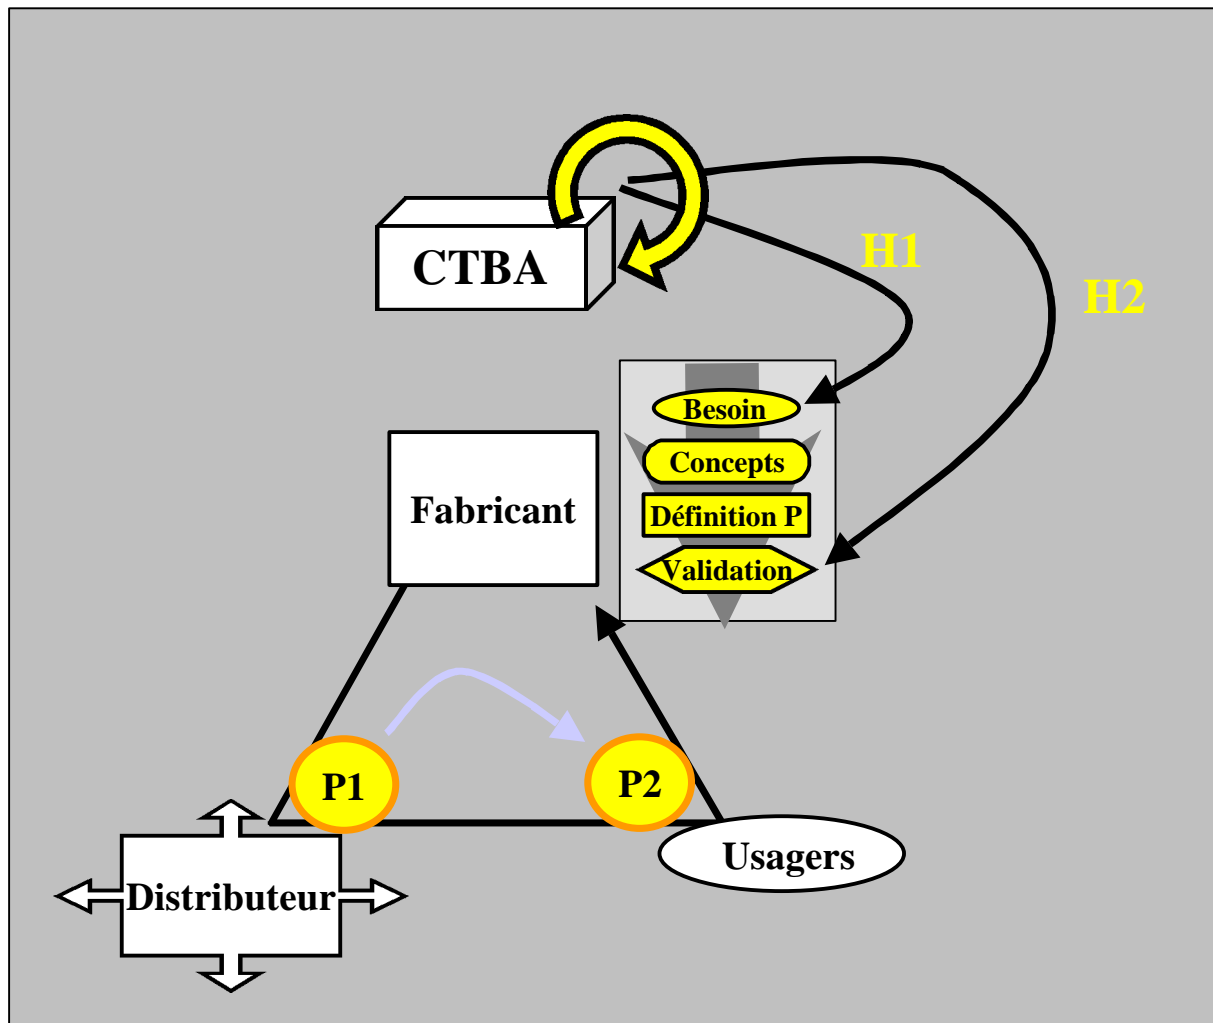 CTBA
H1
H2
Besoin
Concepts
Fabricant
Définition P
Validation
P1
P2
Usagers
Distributeur